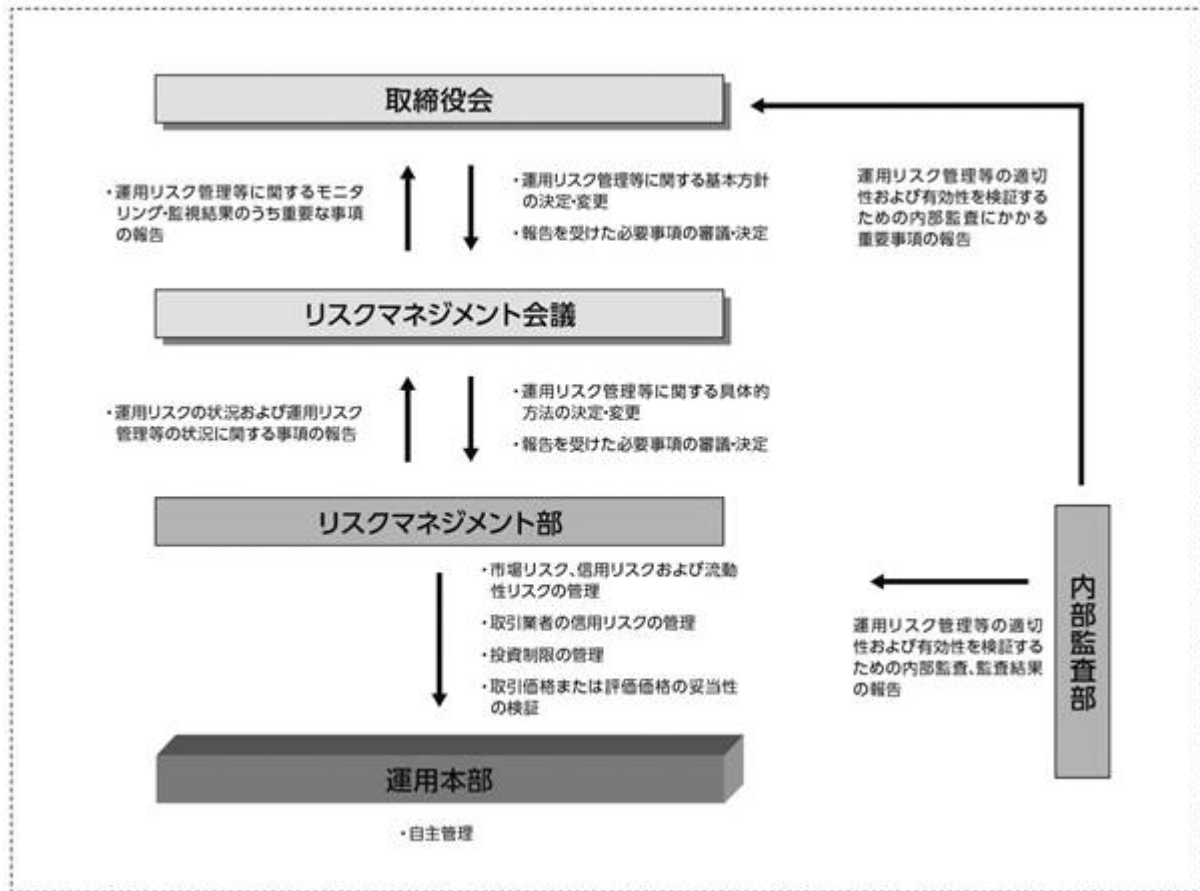 取締役会
・運用リスク管理等に関するモニタ
リング・監視結果のうち重要な事項
の報告
・運用リスク管理等に関する基本方針
の決定・変更
・報告を受けた必要事項の審議・決定
運用リスク管理等の適切
性および有効性を検証する
ための内部監査にかかる
重要事項の報告
リスクマネジメント会議
・運用リスクの状況および運用リスク
管理等の状況に関する事項の報告
・運用リスク管理等に関する具体的
方法の決定・変更
・報告を受けた必要事項の審議・決定
リスクマネジメント部
・市場リスク、信用リスクおよび流動
性リスクの管理
・取引業者の信用リスクの管理
・投資制限の管理
・取引価格または評価価格の妥当性
の検証
運用リスク管理等の適切
性および有効性を検証する
ための内部監査、監査結果
の報告
内部監査部
運用本部
・自主管理